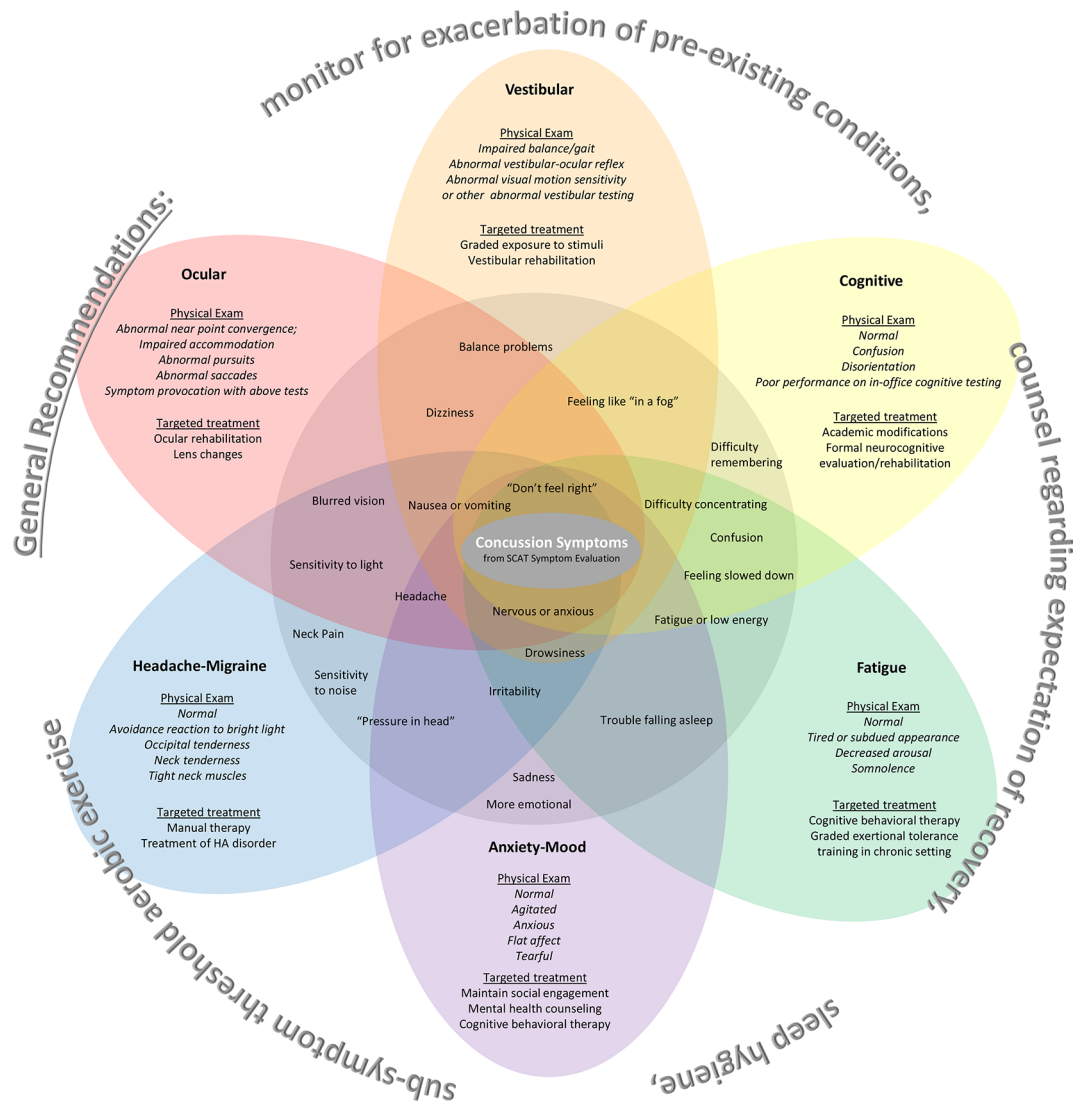 General Recommendations:
monitor for exacerbation of pre-existing conditions,
counsel regarding expectation of recovery,
sleep hygiene,
sub-symptom threshold aerobic exercise
Vestibular
Physical Exam
Impaired balance/gait
Abnormal vestibular-ocular reflex
Abnormal visual motion sensitivity
or other abnormal vestibular testing
Targeted treatment
Graded exposure to stimuli
Vestibular rehabilitation
Ocular
Physical Exam
Abnormal near point convergence;
Impaired accommodation
Abnormal pursuits
Abnormal saccades
Symptom provocation with above tests
Targeted treatment
Ocular rehabilitation
Lens changes
Cognitive
Physical Exam
Normal
Confusion
Disorientation
Poor performance on in-office cognitive testing
Targeted treatment
Academic modifications
Formal neurocognitive
evaluation/rehabilitation
Balance problems
Feeling like “in a fog”
Dizziness
Difficulty
remembering
“Don’t feel right”
Blurred vision
Nausea or vomiting
Difficulty concentrating
Concussion Symptoms
from SCAT Symptom Evaluation
Confusion
Sensitivity to light
Feeling slowed down
Headache
Nervous or anxious
Fatigue or low energy
Neck Pain
Drowsiness
Sensitivity
to noise
Irritability
“Pressure in head”
Trouble falling asleep
Sadness
More emotional
Headache-Migraine
Physical Exam
Normal
Avoidance reaction to bright light
Occipital tenderness
Neck tenderness
Tight neck muscles
Targeted treatment
Manual therapy
Treatment of HA disorder
Fatigue
Physical Exam
Normal
Tired or subdued appearance
Decreased arousal
Somnolence
Targeted treatment
Cognitive behavioral therapy
Graded exertional tolerance
training in chronic setting
Anxiety-Mood
Physical Exam
Normal
Agitated
Anxious
Flat affect
Tearful
Targeted treatment
Maintain social engagement
Mental health counseling
Cognitive behavioral therapy